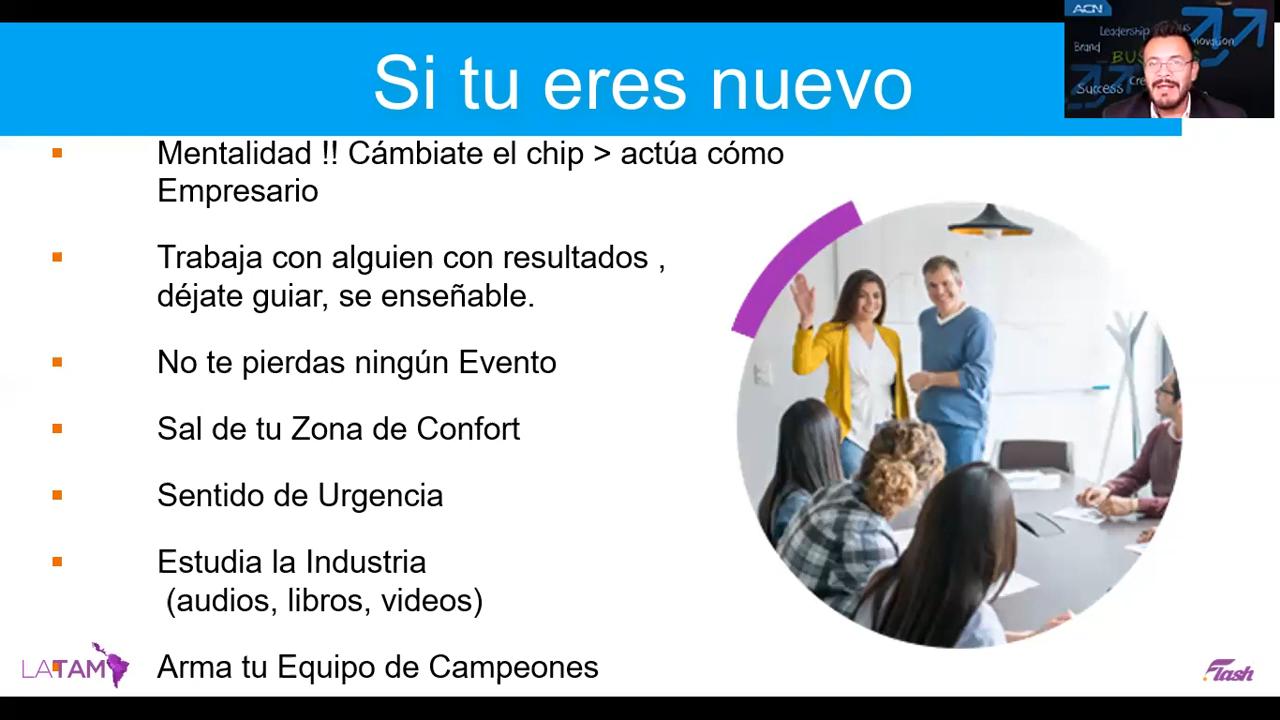 Si tu eres nuevo
ACN
Leadership
Brand
BUS
Success
Mentalidad !! Cámbiate el chip > actúa cómo
Empresario
Trabaja con alguien con resultados ,
déjate guiar, se enseñable.
No te pierdas ningún Evento
Sal de tu Zona de Confort
Sentido de Urgencia
Estudia la Industria
(audios, libros, videos)
Arma tu Equipo de Campeones
LATAM
Flash